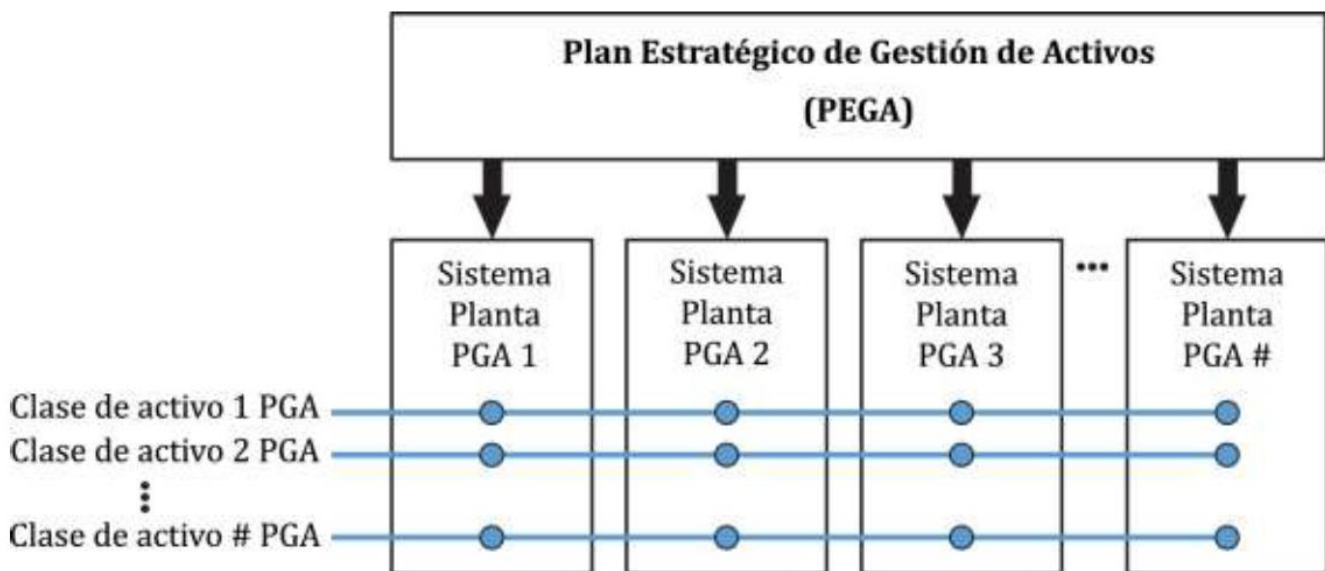 Plan Estratégico de Gestión de Activos
(PEGA)
Sistema
Planta
PGA 1
Sistema
Planta
PGA 2
Sistema
Planta
PGA 3
...
Sistema
Planta
PGA #
Clase de activo 1 PGA
Clase de activo 2 PGA
Clase de activo # PGA